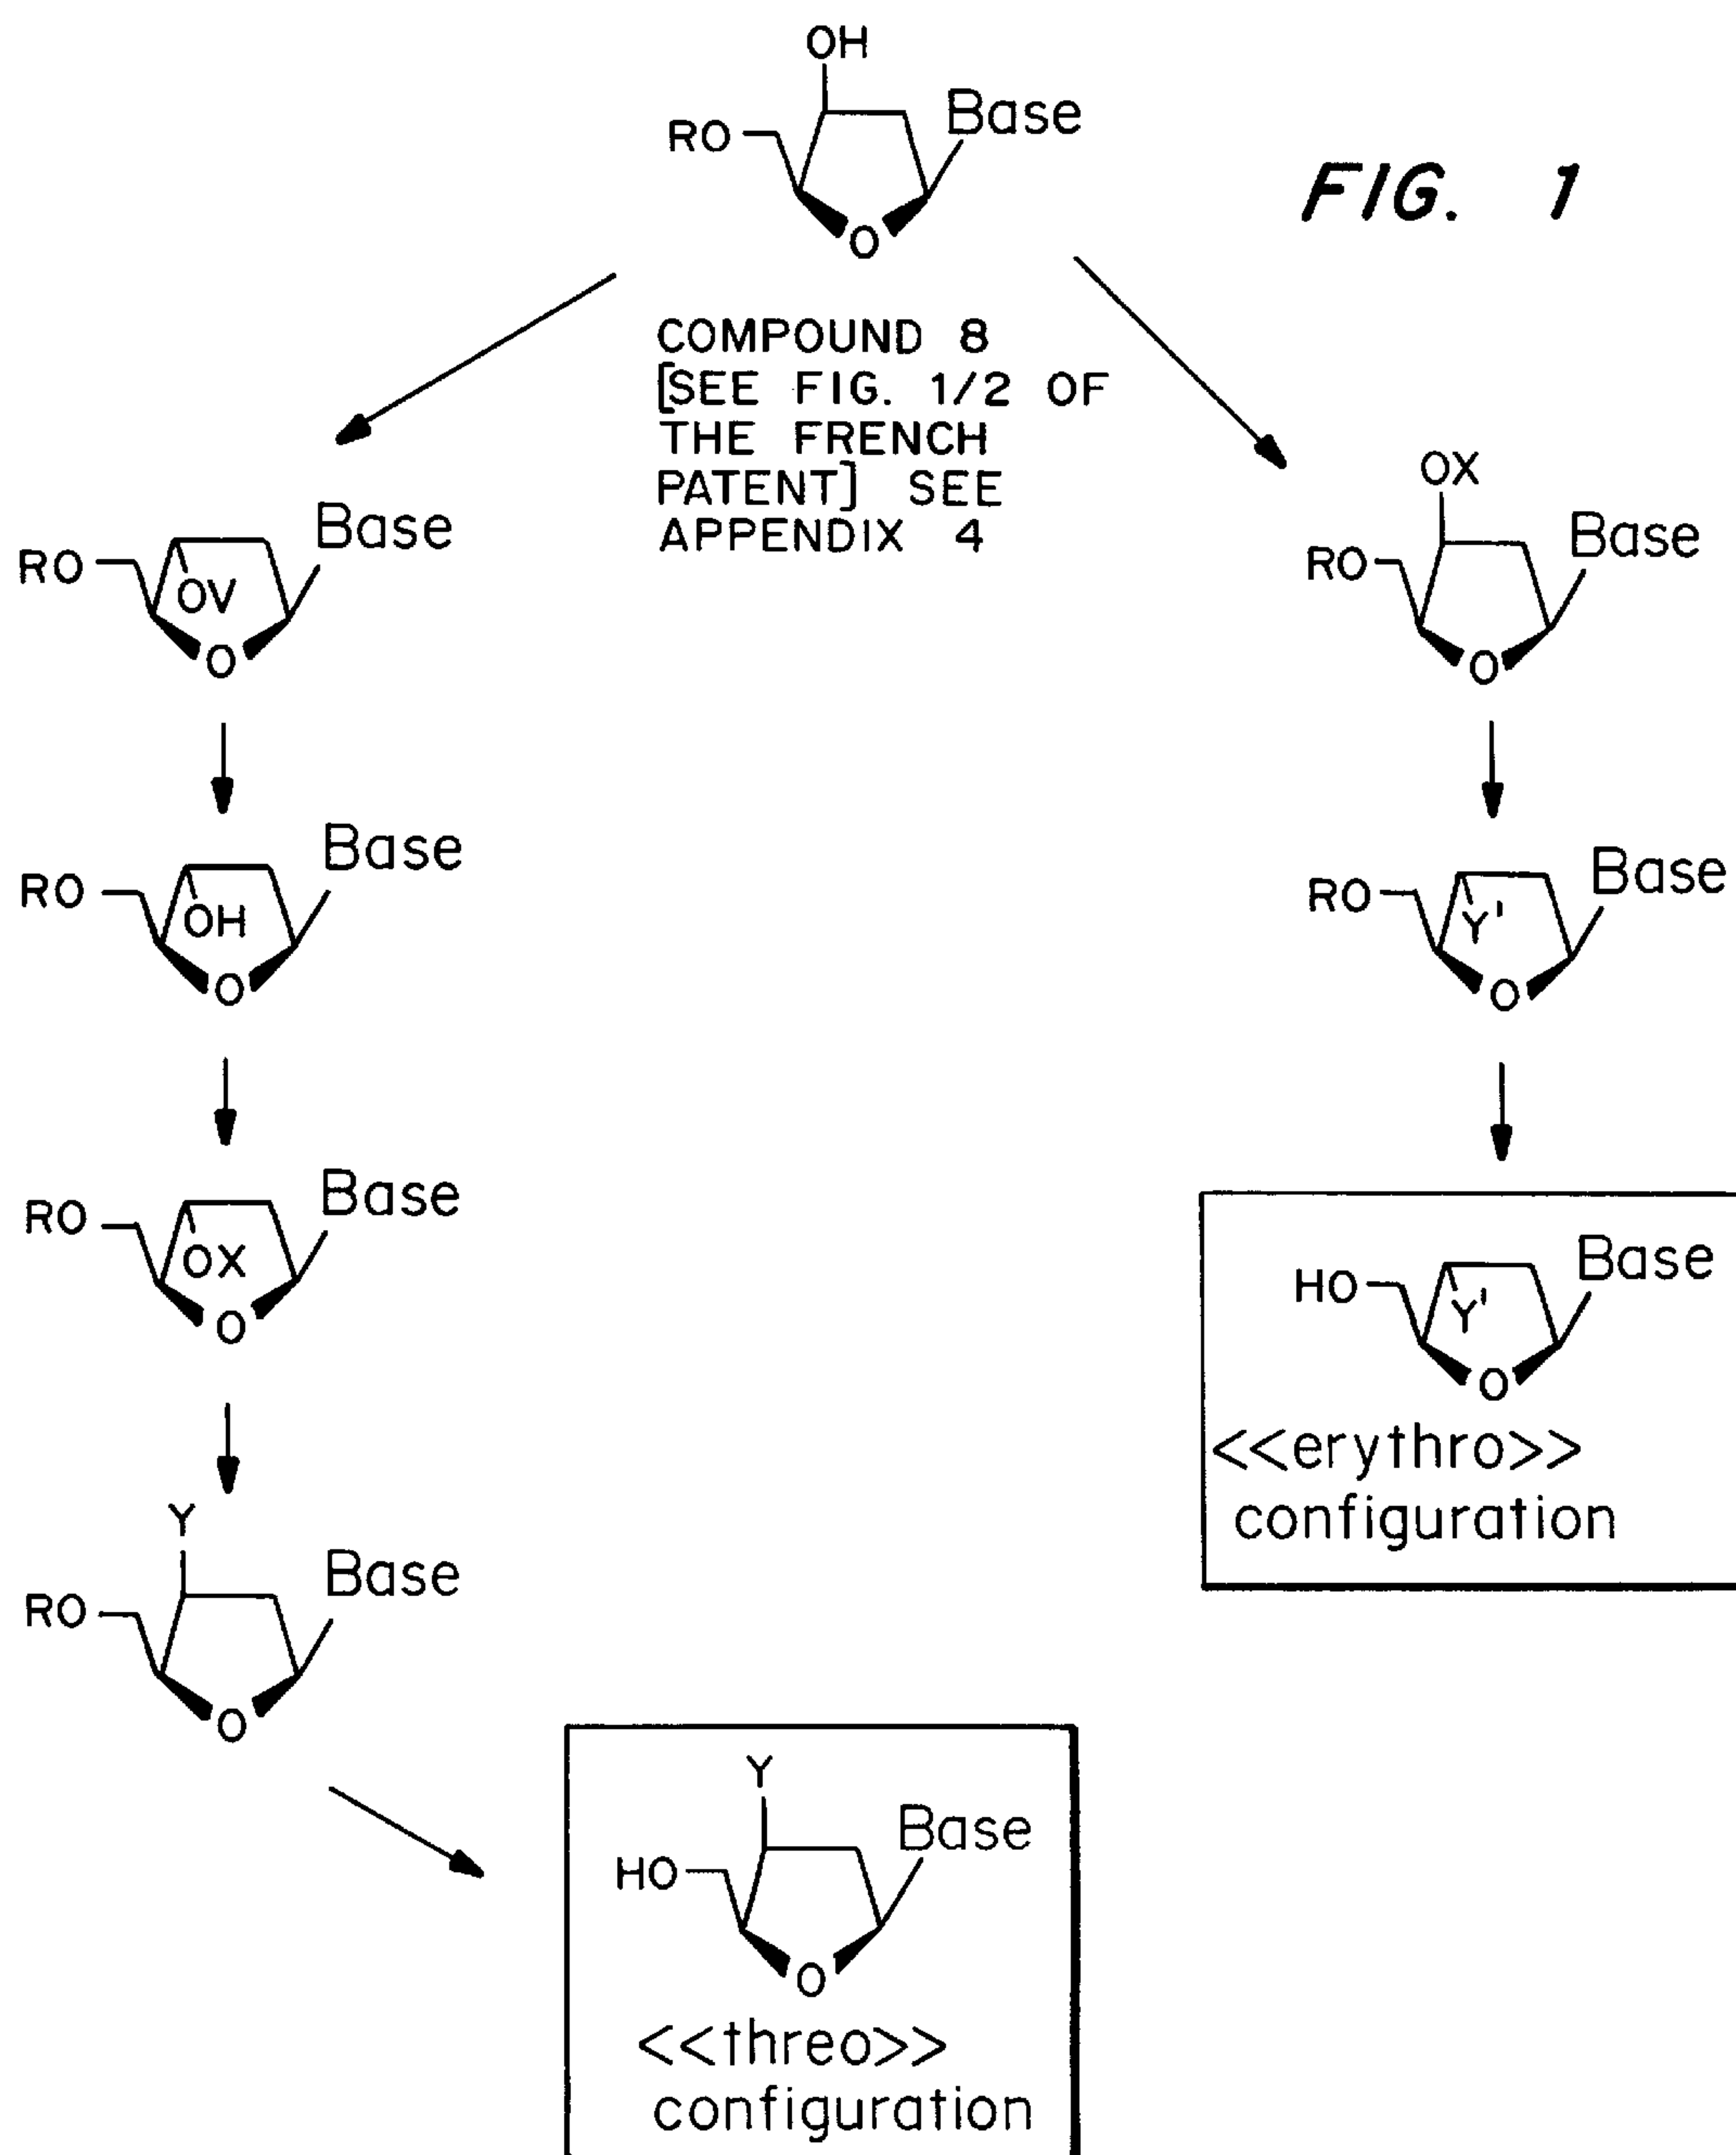 OH
RO
Base
O
FIG. 1
COMPOUND 8
[SEE FIG. 1/2 OF
THE FRENCH
PATENT] SEE
APPENDIX 4
RO
OV
Base
O
RO
OH
Base
O
RO
OX
Base
O
Y
RO
Base
O
Y
HO
Base
O
<<threo>>
configuration
OX
RO
Base
O
RO
Y'
Base
O
HO
Y'
Base
O
<<erythro>>
configuration